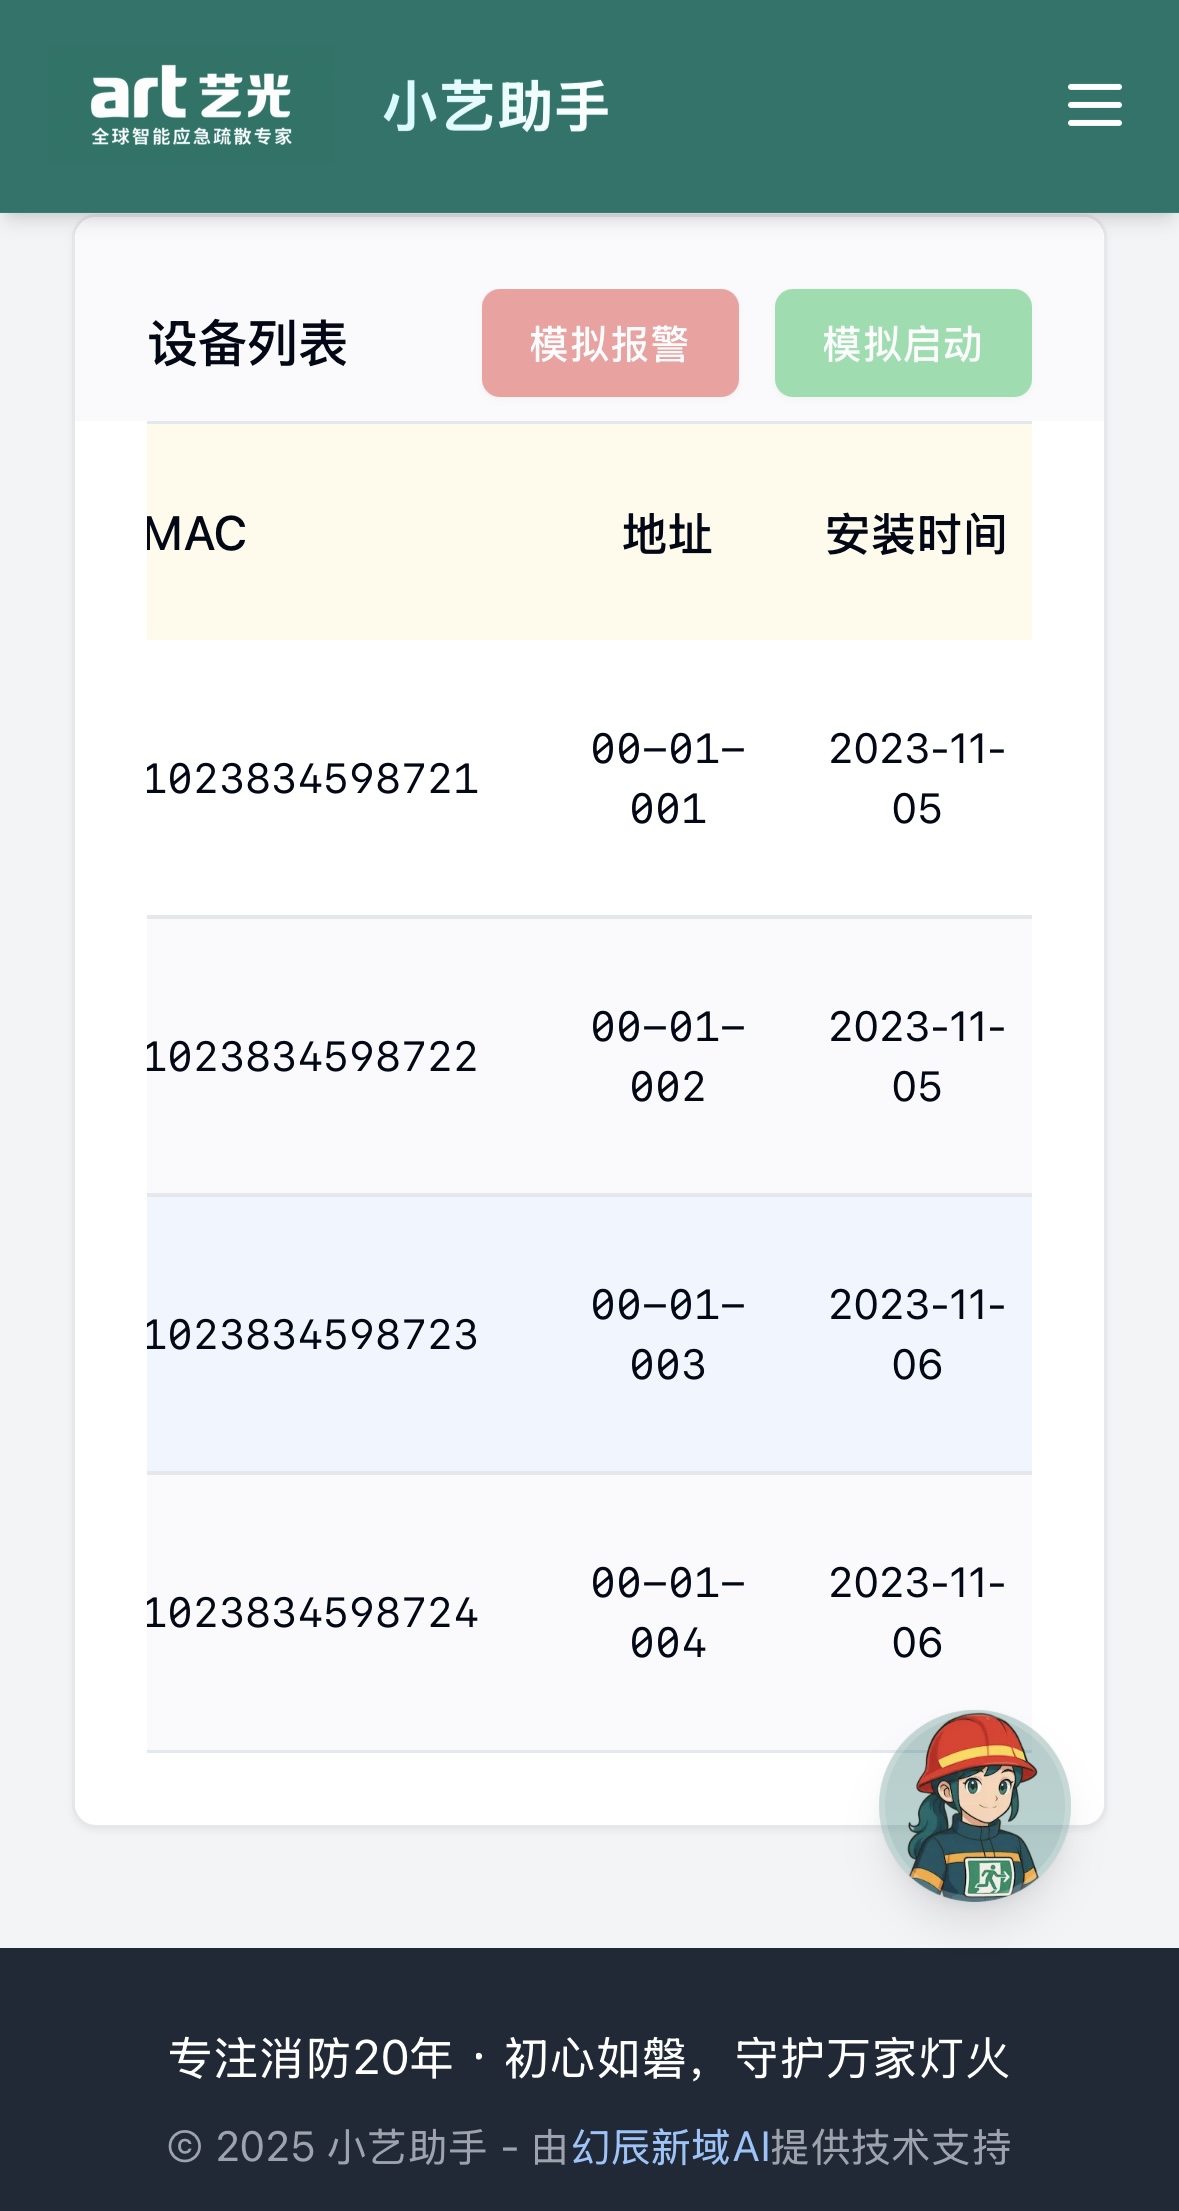 art 艺光
全球智能应急疏散专家
小艺助手
设备列表
模拟报警
模拟启动
MAC 地址 安装时间
1023834598721 00-01-001 2023-11-05
1023834598722 00-01-002 2023-11-05
1023834598723 00-01-003 2023-11-06
1023834598724 00-01-004 2023-11-06
专注消防20年 · 初心如磐，守护万家灯火
© 2025 小艺助手 - 由幻辰新域AI提供技术支持